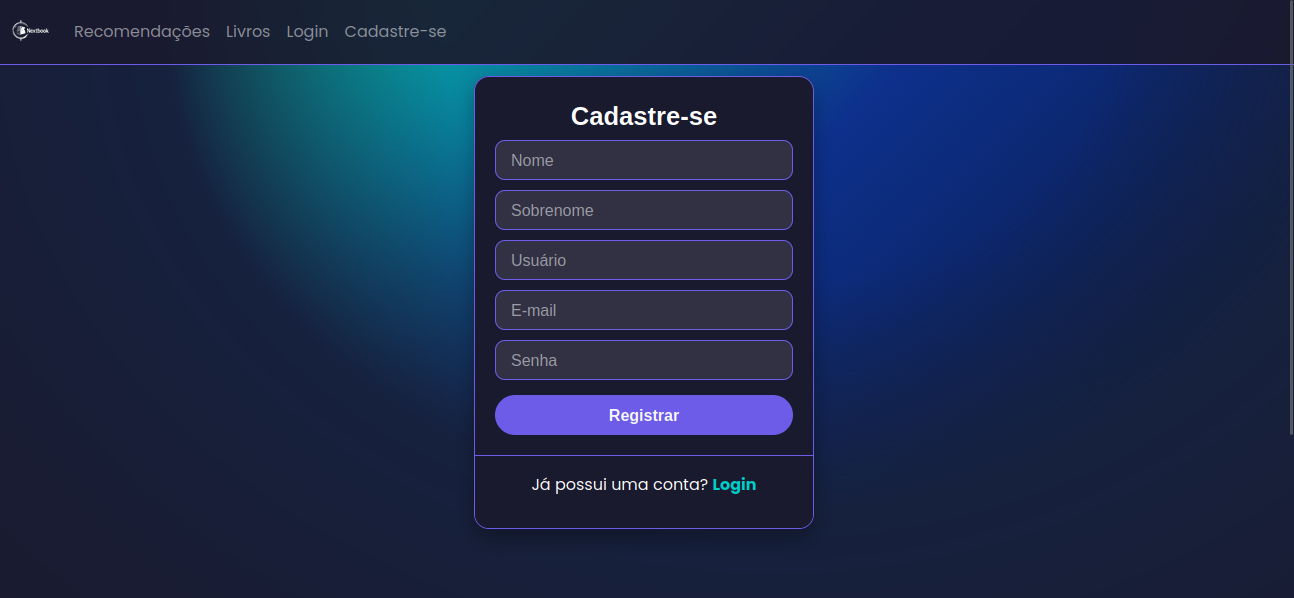 Nextbook
Recomendações Livros Login Cadastre-se
Cadastre-se
Nome
Sobrenome
Usuário
E-mail
Senha
Registrar
Já possui uma conta? Login